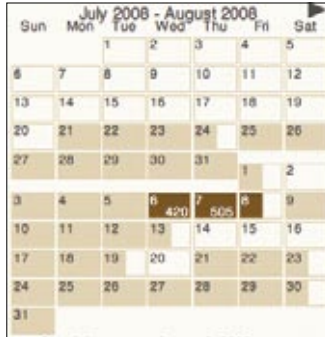 July 2008 - August 2008
Sun Mon Tue Wed Thu Fri Sat
1 2 3 4 5
6 7 8 9 10 11 12
13 14 15 16 17 18 19
20 21 22 23 24 25 26
27 28 29 30 31
1 2
3 4 5 6 420 7 505 8 9
10 11 12 13 14 15 16
17 18 19 20 21 22 23
24 25 26 27 28 29 30
31